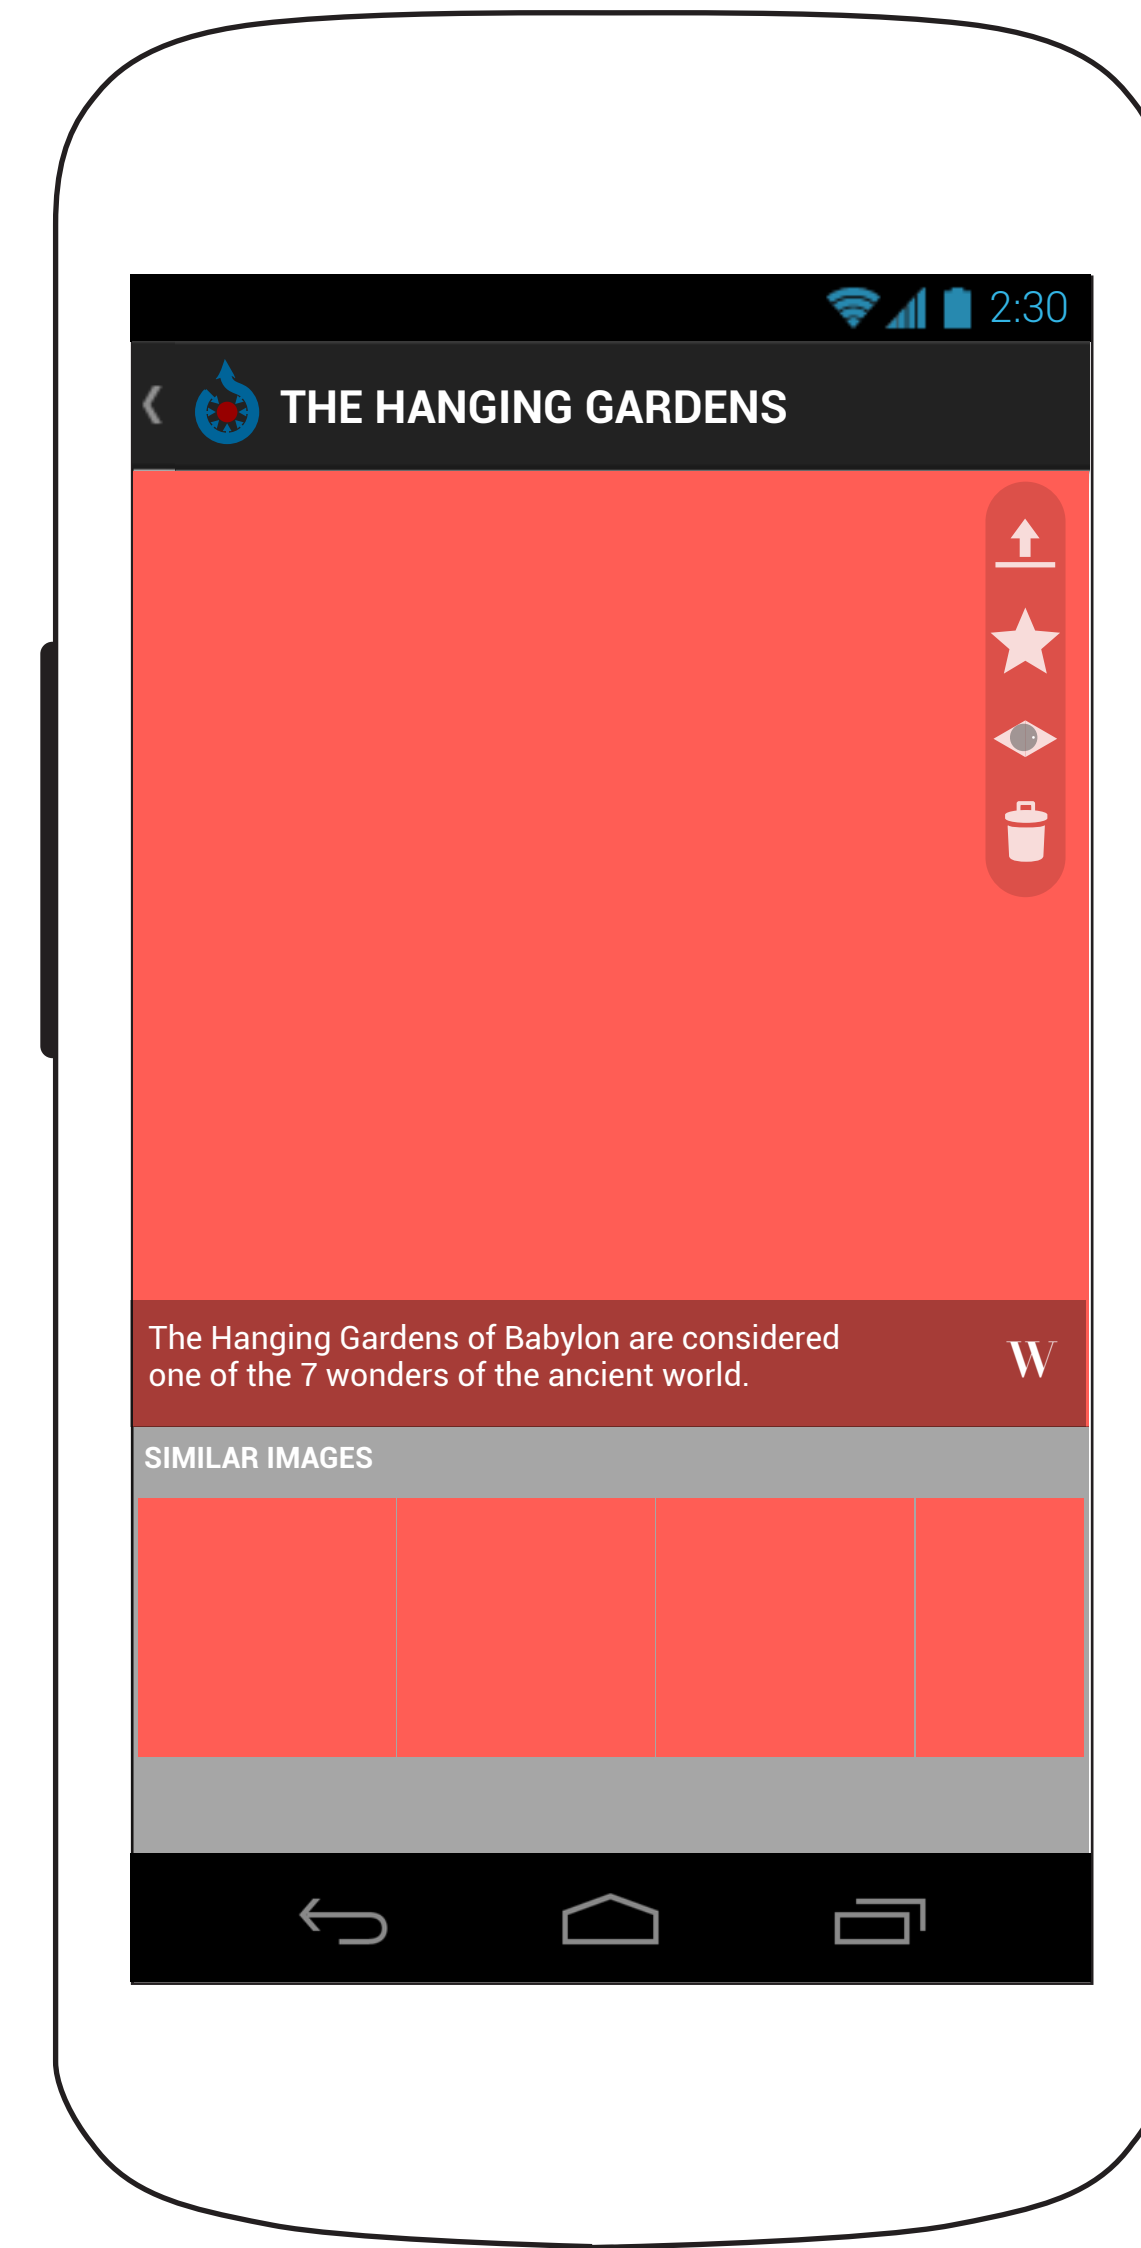 2:30
THE HANGING GARDENS
The Hanging Gardens of Babylon are considered
one of the 7 wonders of the ancient world.
W
SIMILAR IMAGES